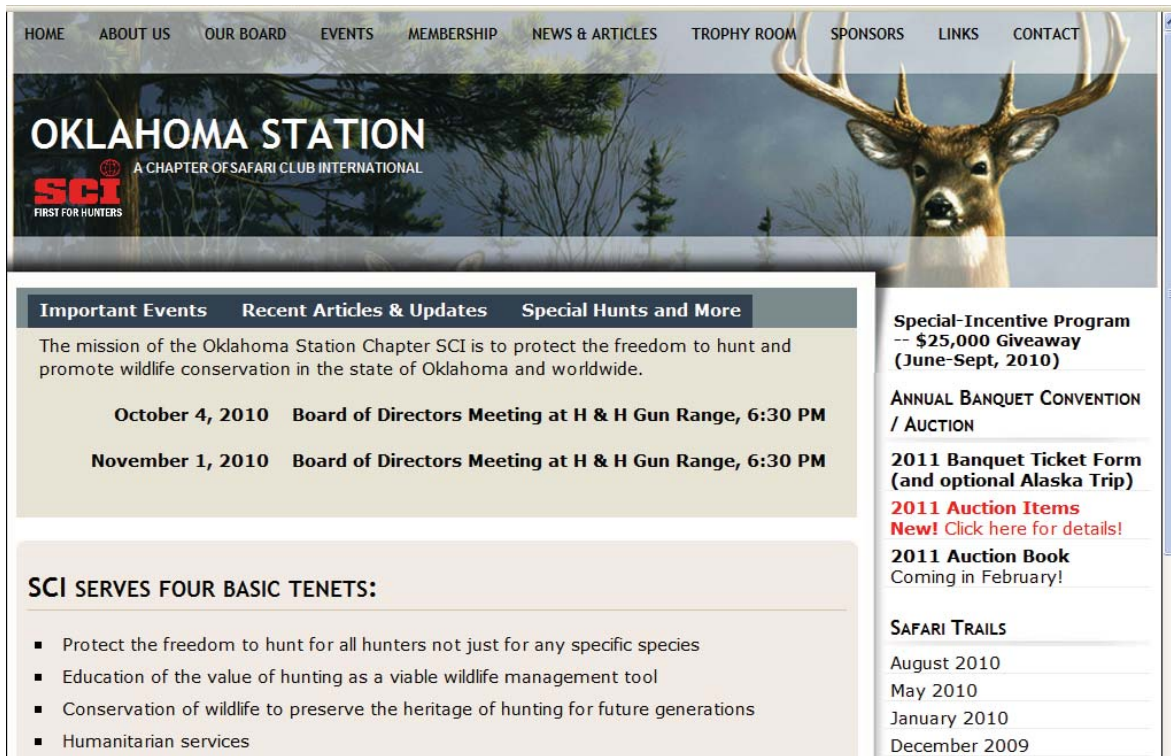 HOME ABOUT US OUR BOARD EVENTS MEMBERSHIP NEWS & ARTICLES TROPHY ROOM SPONSORS LINKS CONTACT
OKLAHOMA STATION
A CHAPTER OF SAFARI CLUB INTERNATIONAL
SCI
FIRST FOR HUNTERS
Important Events Recent Articles & Updates Special Hunts and More
The mission of the Oklahoma Station Chapter SCI is to protect the freedom to hunt and
promote wildlife conservation in the state of Oklahoma and worldwide.
October 4, 2010 Board of Directors Meeting at H & H Gun Range, 6:30 PM
November 1, 2010 Board of Directors Meeting at H & H Gun Range, 6:30 PM
SCI SERVES FOUR BASIC TENETS:
▪ Protect the freedom to hunt for all hunters not just for any specific species
▪ Education of the value of hunting as a viable wildlife management tool
▪ Conservation of wildlife to preserve the heritage of hunting for future generations
▪ Humanitarian services
Special-Incentive Program
-- $25,000 Giveaway
(June-Sept, 2010)
ANNUAL BANQUET CONVENTION
/ AUCTION
2011 Banquet Ticket Form
(and optional Alaska Trip)
2011 Auction Items
New! Click here for details!
2011 Auction Book
Coming in February!
SAFARI TRAILS
August 2010
May 2010
January 2010
December 2009